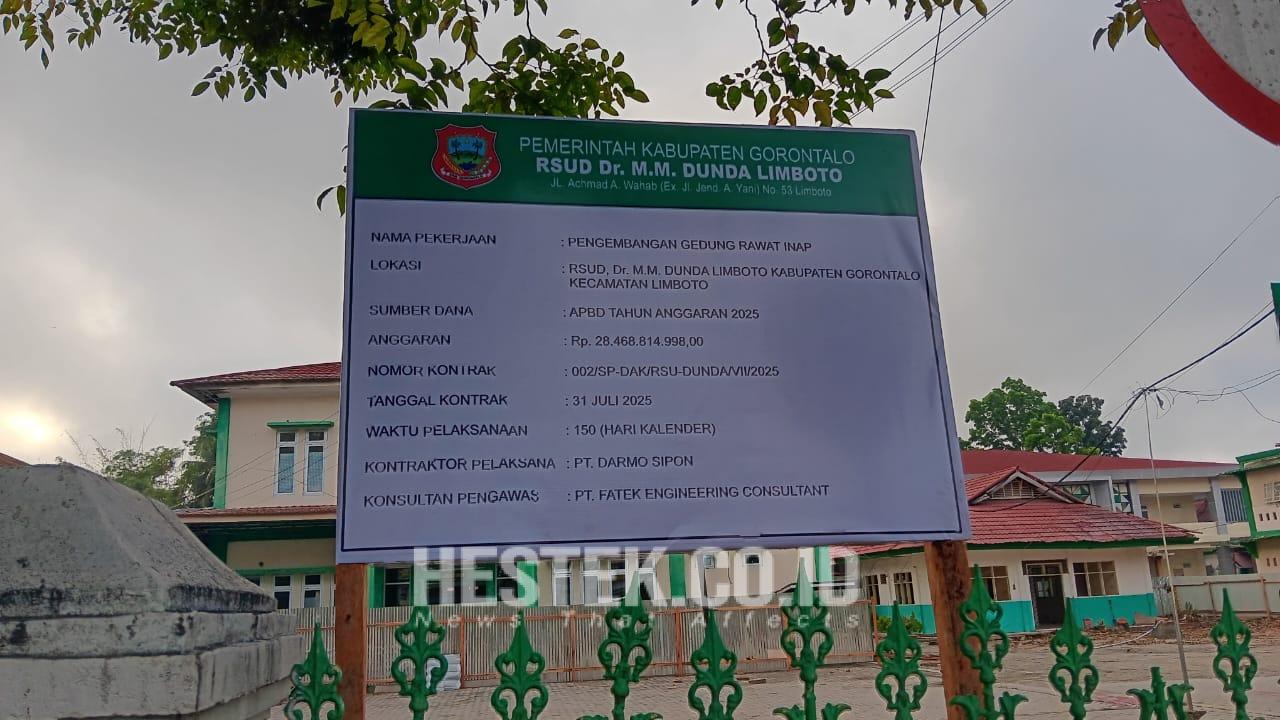 PEMERINTAH KABUPATEN GORONTALO
RSUD Dr. M.M. DUNDA LIMBOTO
JL. Achmad A. Wahab (Ex. Jl. Jend. A. Yani) No. 53 Limboto
NAMA PEKERJAAN : PENGEMBANGAN GEDUNG RAWAT INAP
LOKASI : RSUD, Dr. M.M. DUNDA LIMBOTO KABUPATEN GORONTALO
KECAMATAN LIMBOTO
SUMBER DANA : APBD TAHUN ANGGARAN 2025
ANGGARAN : Rp. 28.468.814.998,00
NOMOR KONTRAK : 002/SP-DAK/RSU-DUNDA/VII/2025
TANGGAL KONTRAK : 31 JULI 2025
WAKTU PELAKSANAAN : 150 (HARI KALENDER)
KONTRAKTOR PELAKSANA : PT. DARMO SIPON
KONSULTAN PENGAWAS : PT. FATEK ENGINEERING CONSULTANT
HESTEK.CO.ID
News That Affects